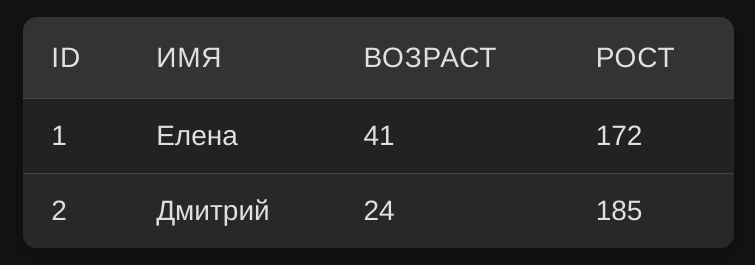 ID ИМЯ ВОЗРАСТ РОСТ
1 Елена 41 172
2 Дмитрий 24 185